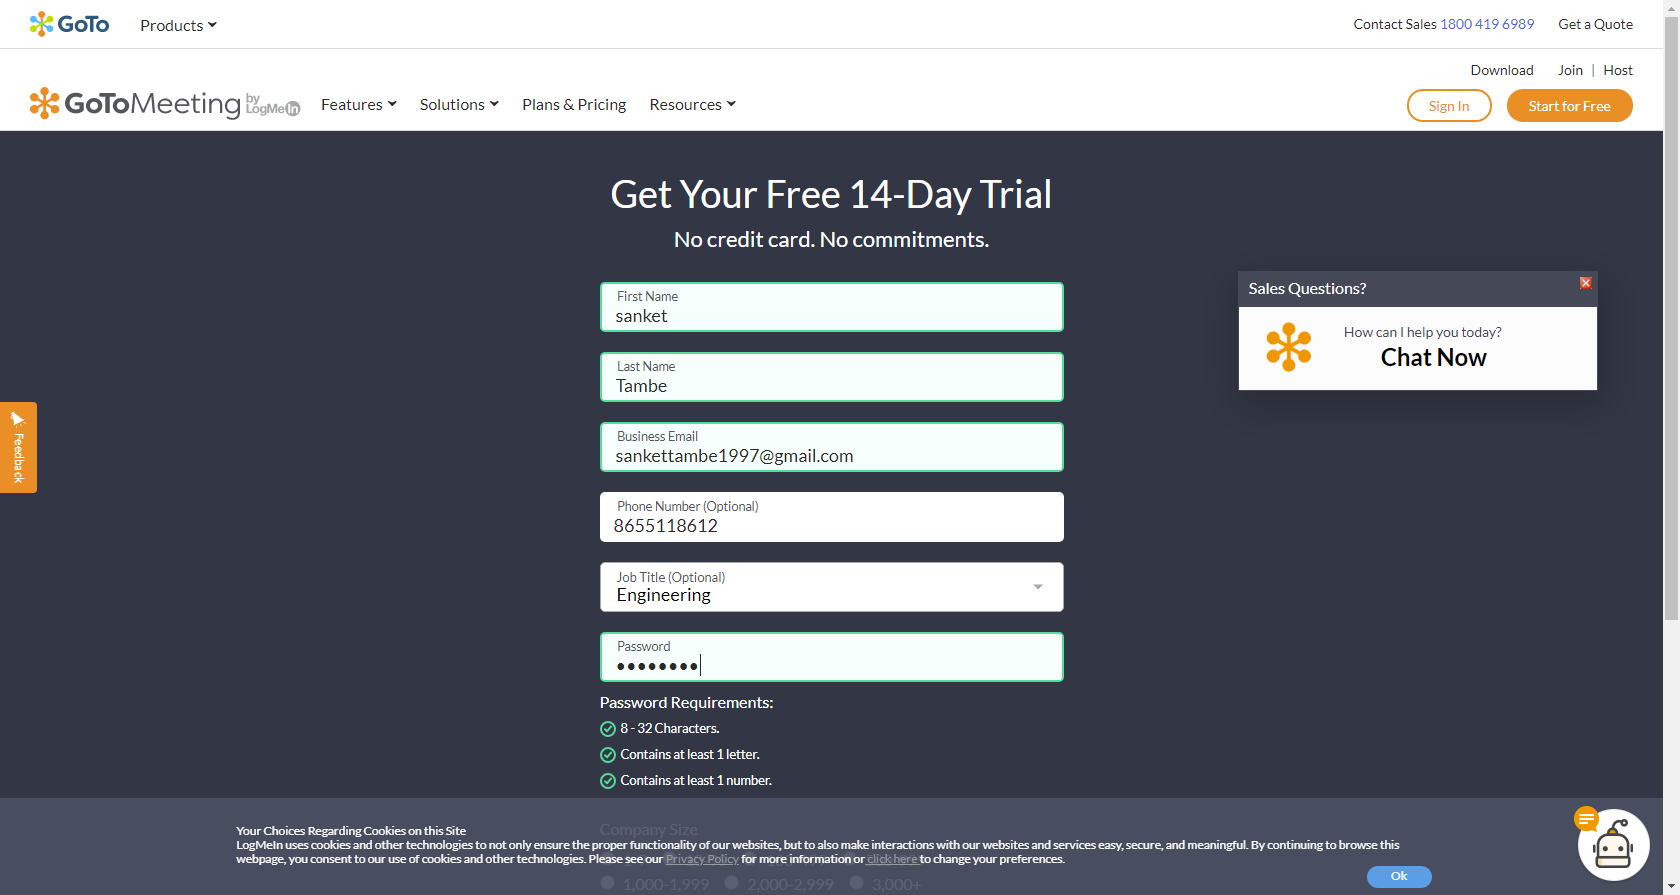 GoTo
Products
Contact Sales 1800 419 6989
Get a Quote
Download
Join | Host
GoToMeeting by LogMeIn
Features
Solutions
Plans & Pricing
Resources
Sign In
Start for Free
Get Your Free 14-Day Trial
No credit card. No commitments.
First Name
sanket
Last Name
Tambe
Business Email
sankettambe1997@gmail.com
Phone Number (Optional)
8655118612
Job Title (Optional)
Engineering
Password
••••••••
Password Requirements:
8 - 32 Characters.
Contains at least 1 letter.
Contains at least 1 number.
Sales Questions?
How can I help you today?
Chat Now
Feedback
Company Size
Your Choices Regarding Cookies on this Site
LogMeIn uses cookies and other technologies to not only ensure the proper functionality of our websites, but to also make interactions with our websites and services easy, secure, and meaningful. By continuing to browse this
webpage, you consent to our use of cookies and other technologies. Please see our Privacy Policy for more information or click here to change your preferences.
Ok
1,000-1,999
2,000-2,999
3,000+